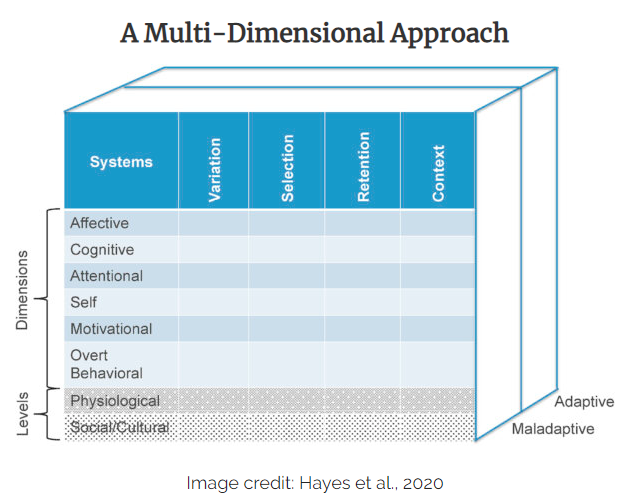 A Multi-Dimensional Approach
Systems
Variation
Selection
Retention
Context
Dimensions
Affective
Cognitive
Attentional
Self
Motivational
Overt
Behavioral
Levels
Physiological
Social/Cultural
Adaptive
Maladaptive
Image credit: Hayes et al., 2020